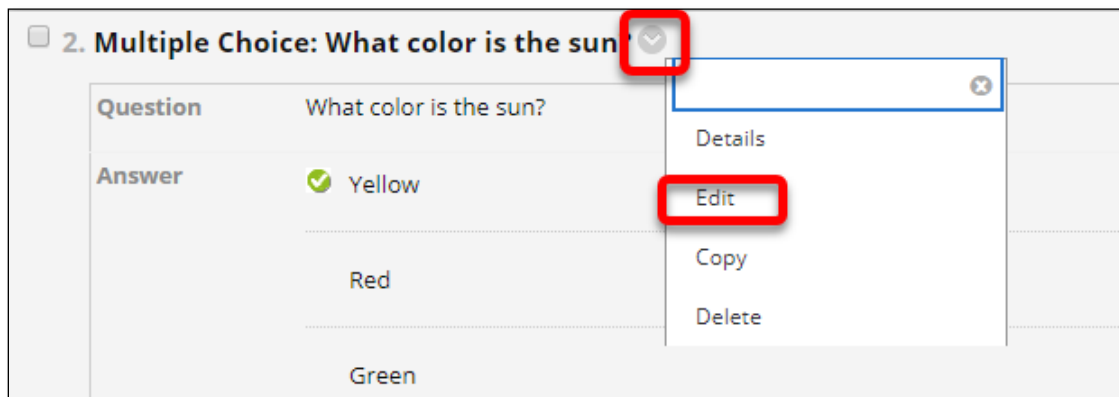 2. Multiple Choice: What color is the sun?
Question What color is the sun?
Details
Answer Yellow
Edit
Copy
Red
Delete
Green